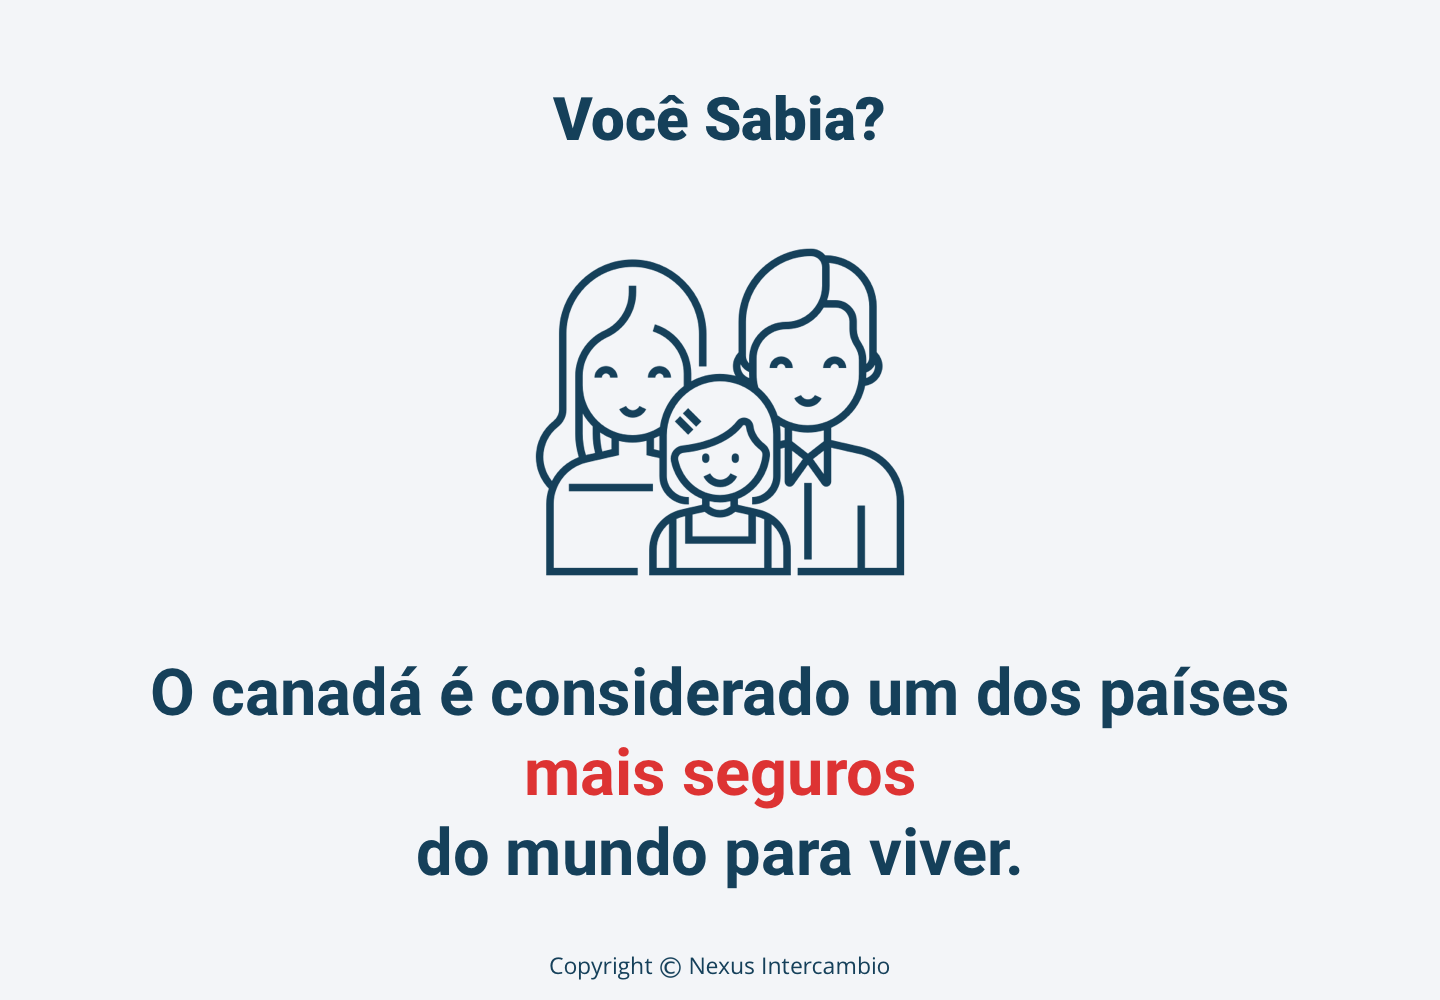 Você Sabia?
O canadá é considerado um dos países
mais seguros
do mundo para viver.
Copyright © Nexus Intercambio